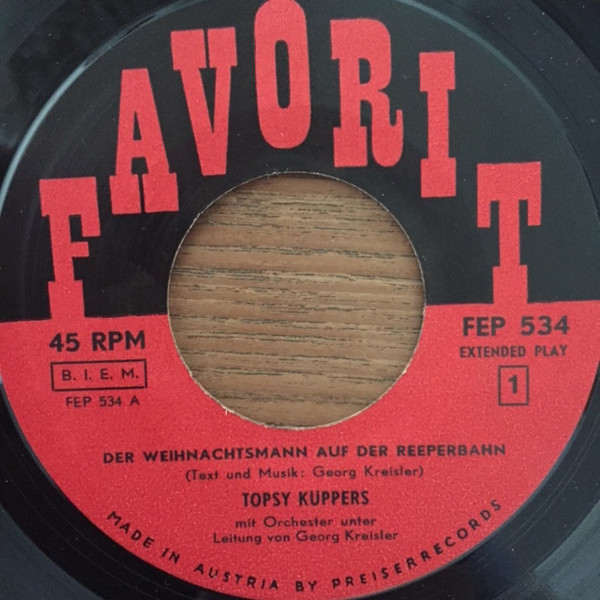 FAVORIT
45 RPM
B. I. E. M.
FEP 534 A
FEP 534
EXTENDED PLAY
1
DER WEIHNACHTSMANN AUF DER REEPERBAHN
(Text und Musik: Georg Kreisler)
TOPSY KUPPERS
mit Orchester unter
Leitung von Georg Kreisler
MADE IN AUSTRIA BY PREISERRECORDS